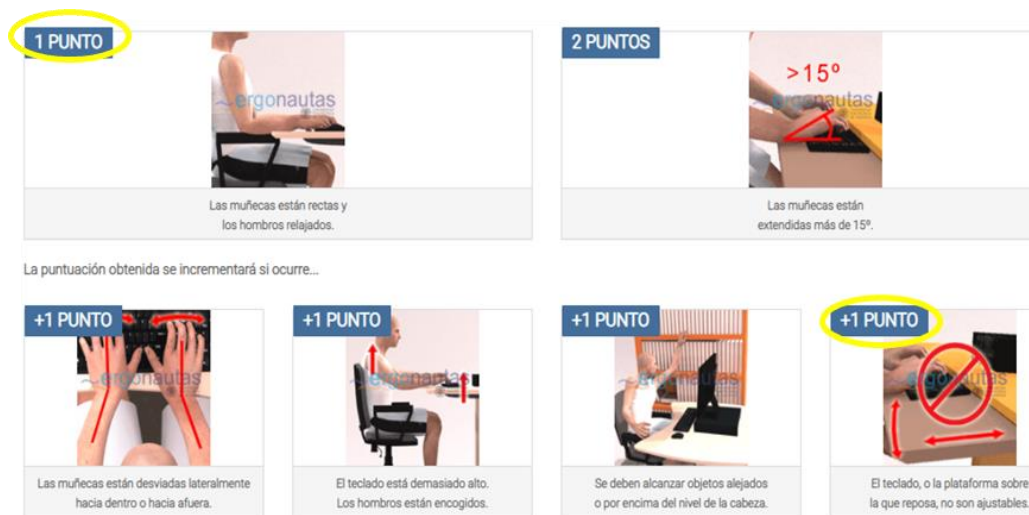 1 PUNTO
2 PUNTOS
>15º
ergonautas
ergonautas
Las muñecas están rectas y
los hombros relajados.
Las muñecas están
extendidas más de 15º.
La puntuación obtenida se incrementará si ocurre...
+1 PUNTO
+1 PUNTO
+1 PUNTO
+1 PUNTO
ergonautas
ergonautas
ergonautas
ergonautas
Las muñecas están desviadas lateralmente
hacia dentro o hacia afuera.
El teclado está demasiado alto.
Los hombros están encogidos.
Se deben alcanzar objetos alejados
o por encima del nivel de la cabeza.
El teclado, o la plataforma sobre
la que reposa, no son ajustables.